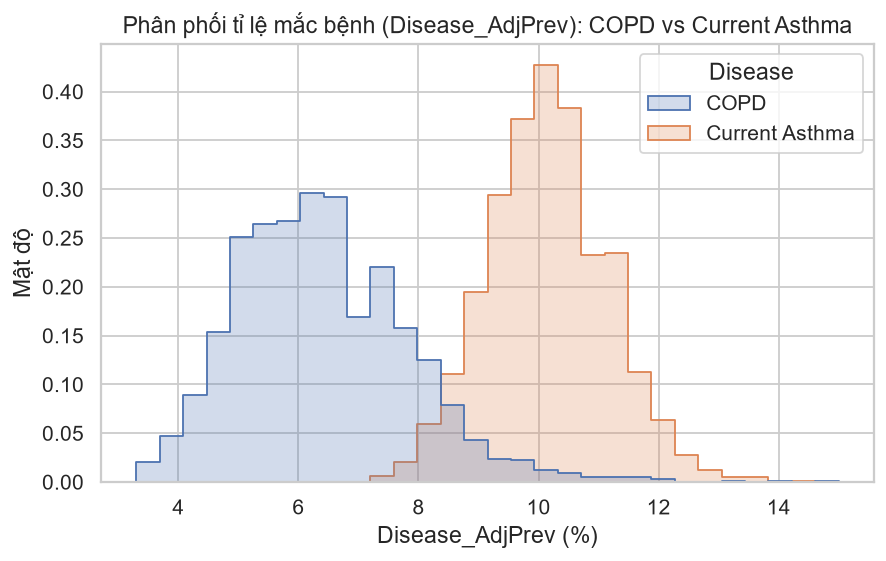 Phân phối tỉ lệ mắc bệnh (Disease_AdjPrev): COPD vs Current Asthma
Disease
COPD
Current Asthma
Mật độ
0.40
0.35
0.30
0.25
0.20
0.15
0.10
0.05
0.00
4 6 8 10 12 14
Disease_AdjPrev (%)